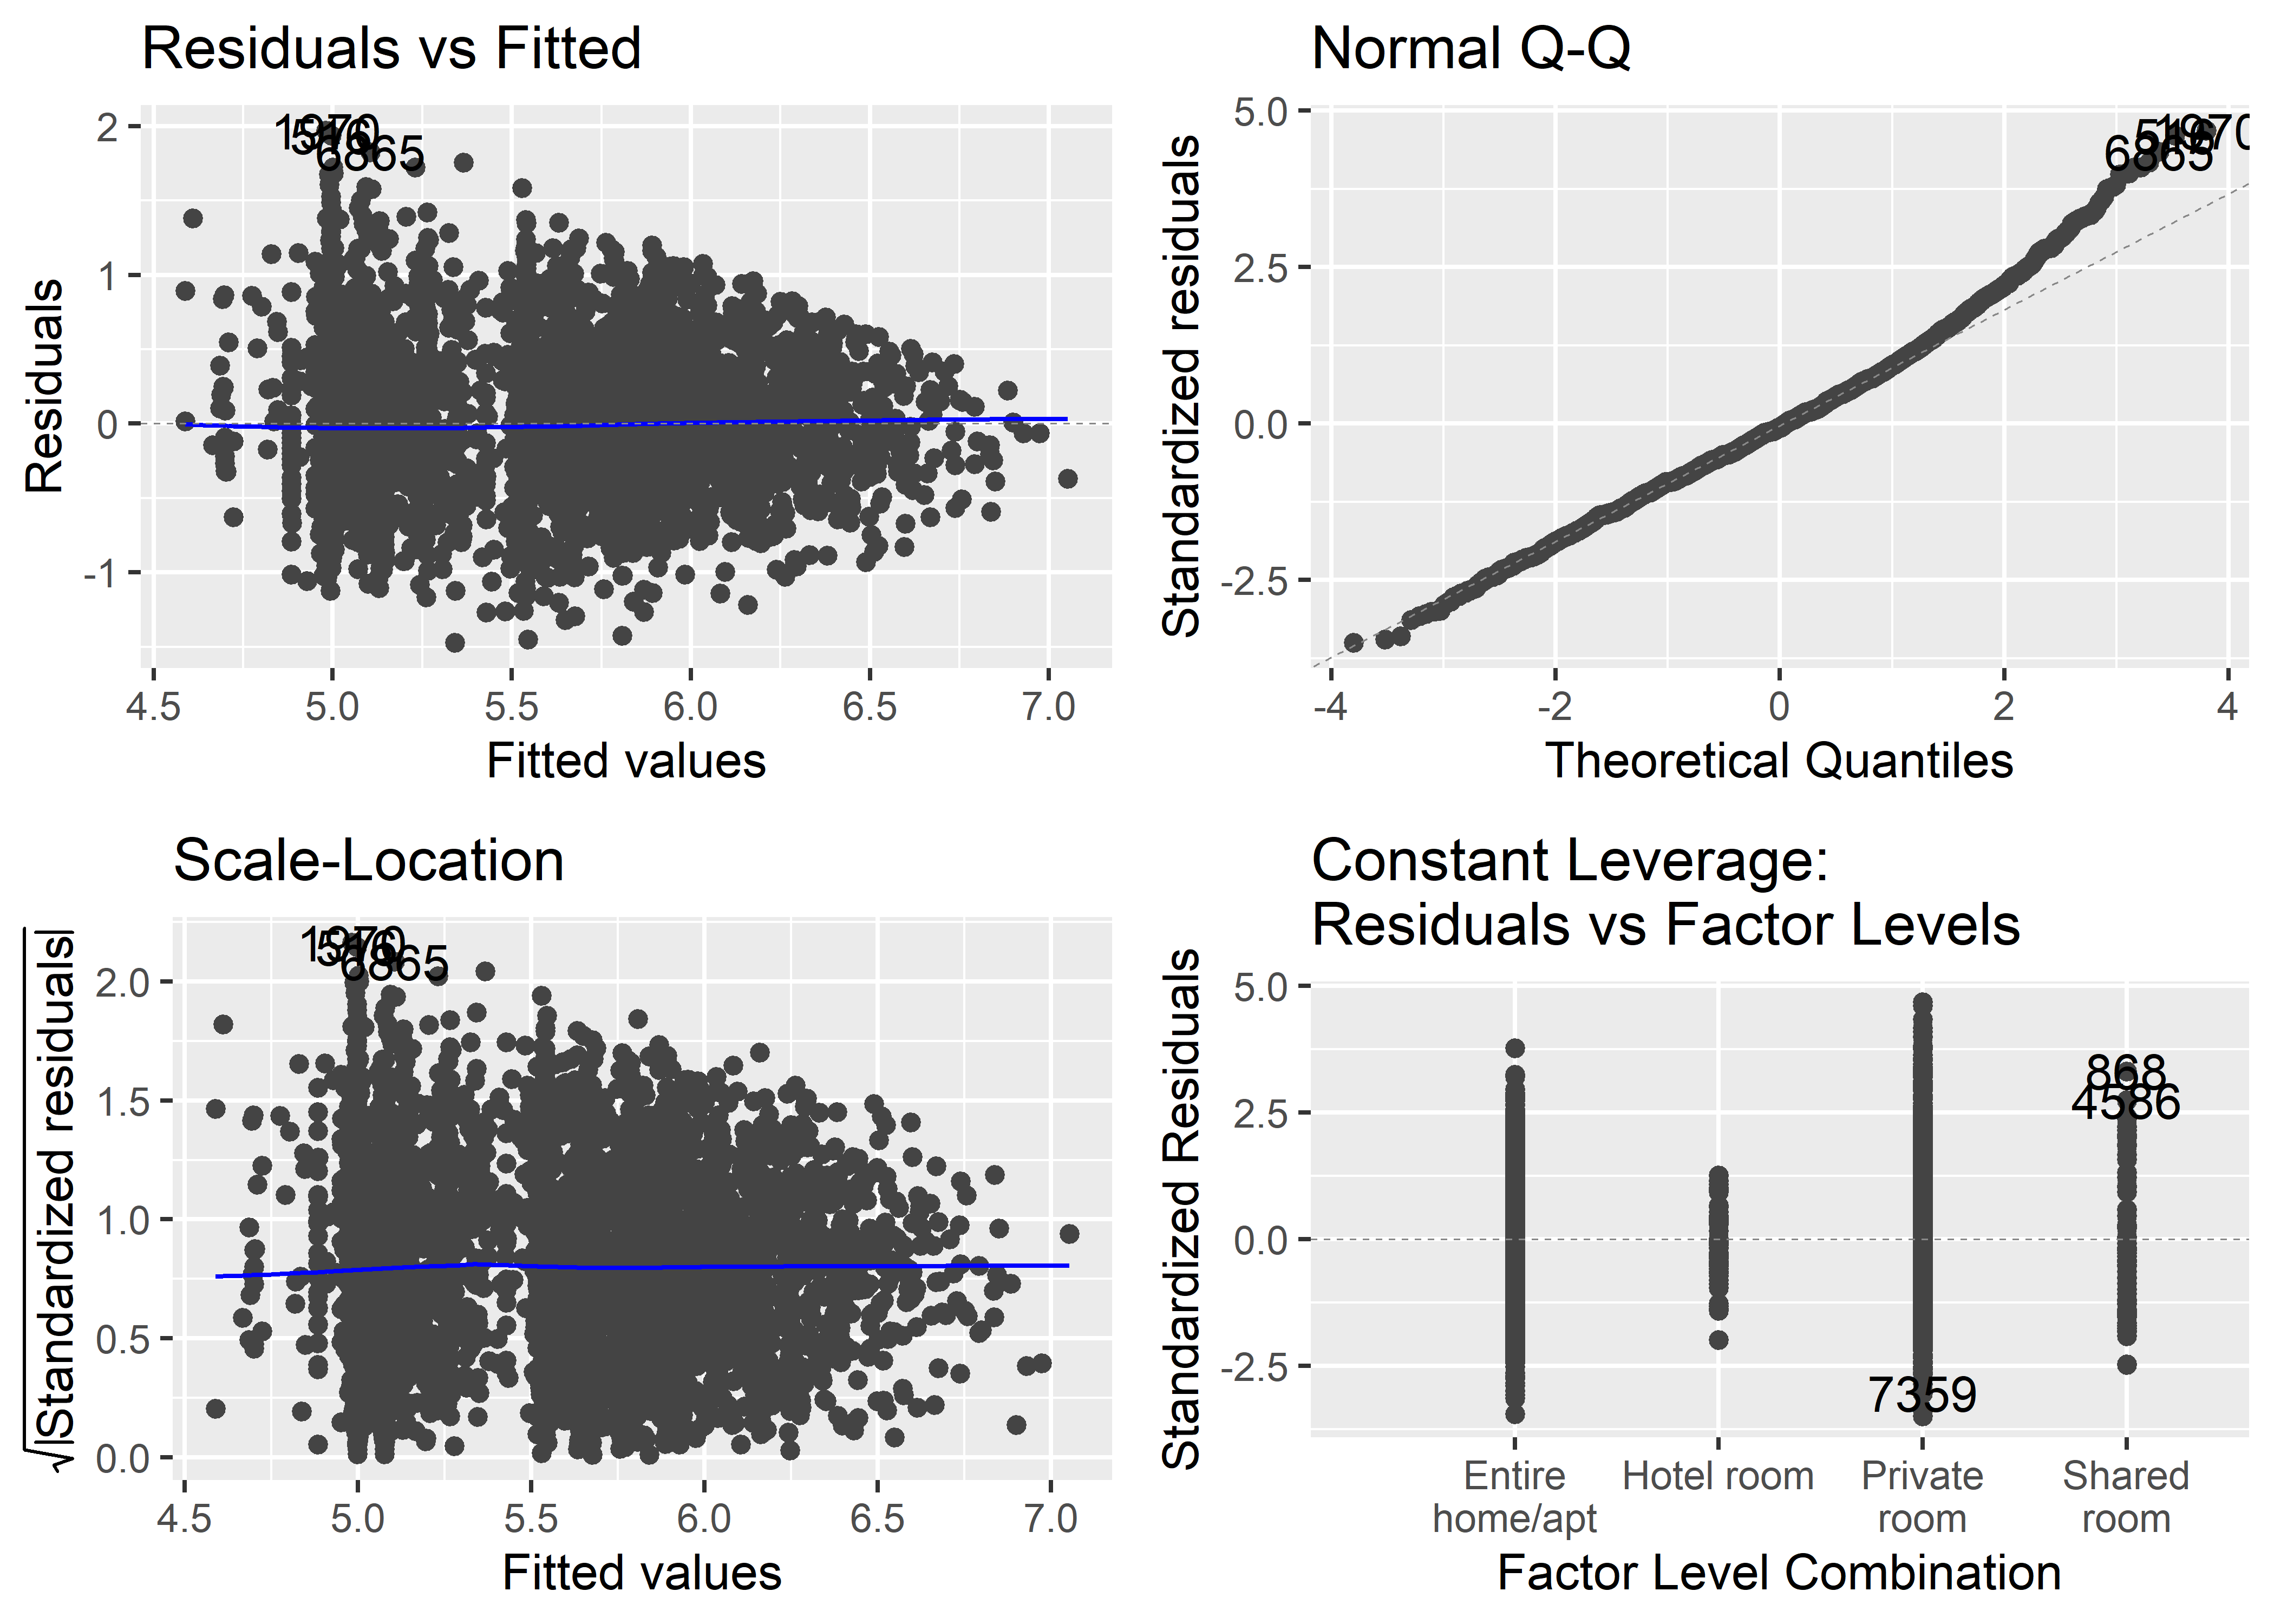 Residuals vs Fitted
2
1
0
-1
Residuals
6865
4.5 5.0 5.5 6.0 6.5 7.0
Fitted values
Normal Q-Q
5.0
2.5
0.0
-2.5
Standardized residuals
1970
6865
-4 -2 0 2 4
Theoretical Quantiles
Scale-Location
2.0
1.5
1.0
0.5
0.0
√|Standardized residuals|
6865
4.5 5.0 5.5 6.0 6.5 7.0
Fitted values
Constant Leverage:
Residuals vs Factor Levels
5.0
2.5
0.0
-2.5
Standardized Residuals
868
4586
7359
Entire
home/apt
Hotel room
Private
room
Shared
room
Factor Level Combination